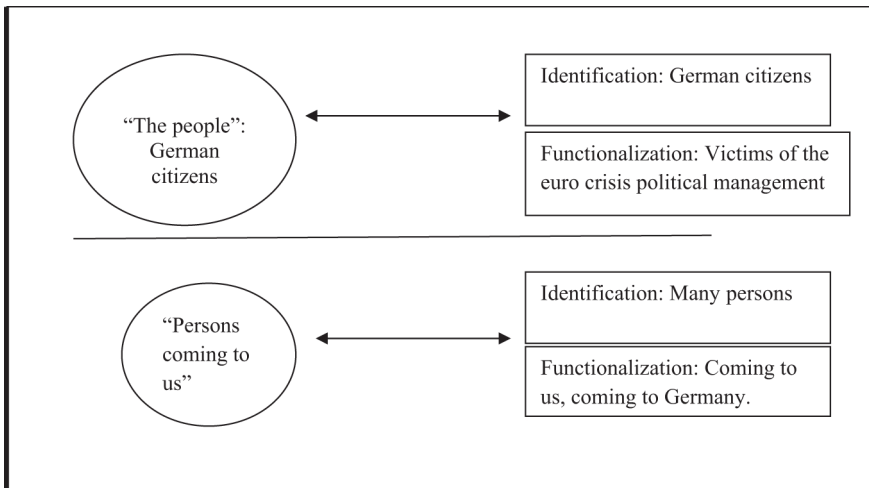 “The people”:
German
citizens
Identification: German citizens
Functionalization: Victims of the
euro crisis political management
“Persons
coming to
us”
Identification: Many persons
Functionalization: Coming to
us, coming to Germany.